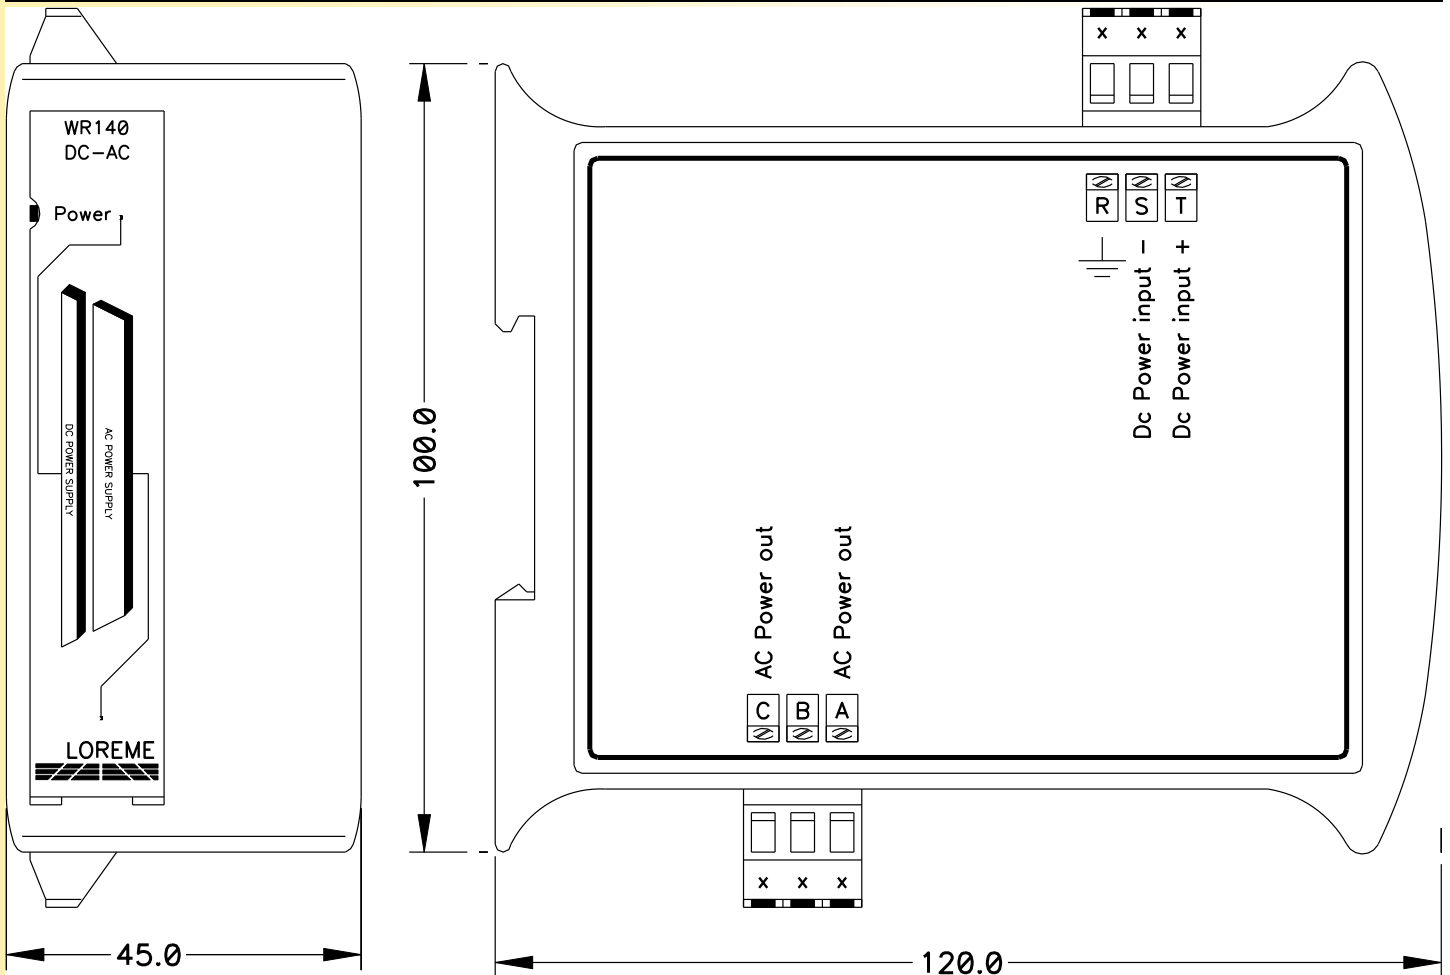 WR140
DC-AC
Power
DC POWER SUPPLY
AC POWER SUPPLY
LOREME
45.0
100.0
x x x
R S T
Dc Power input -
Dc Power input +
AC Power out
AC Power out
C B A
x x x
120.0